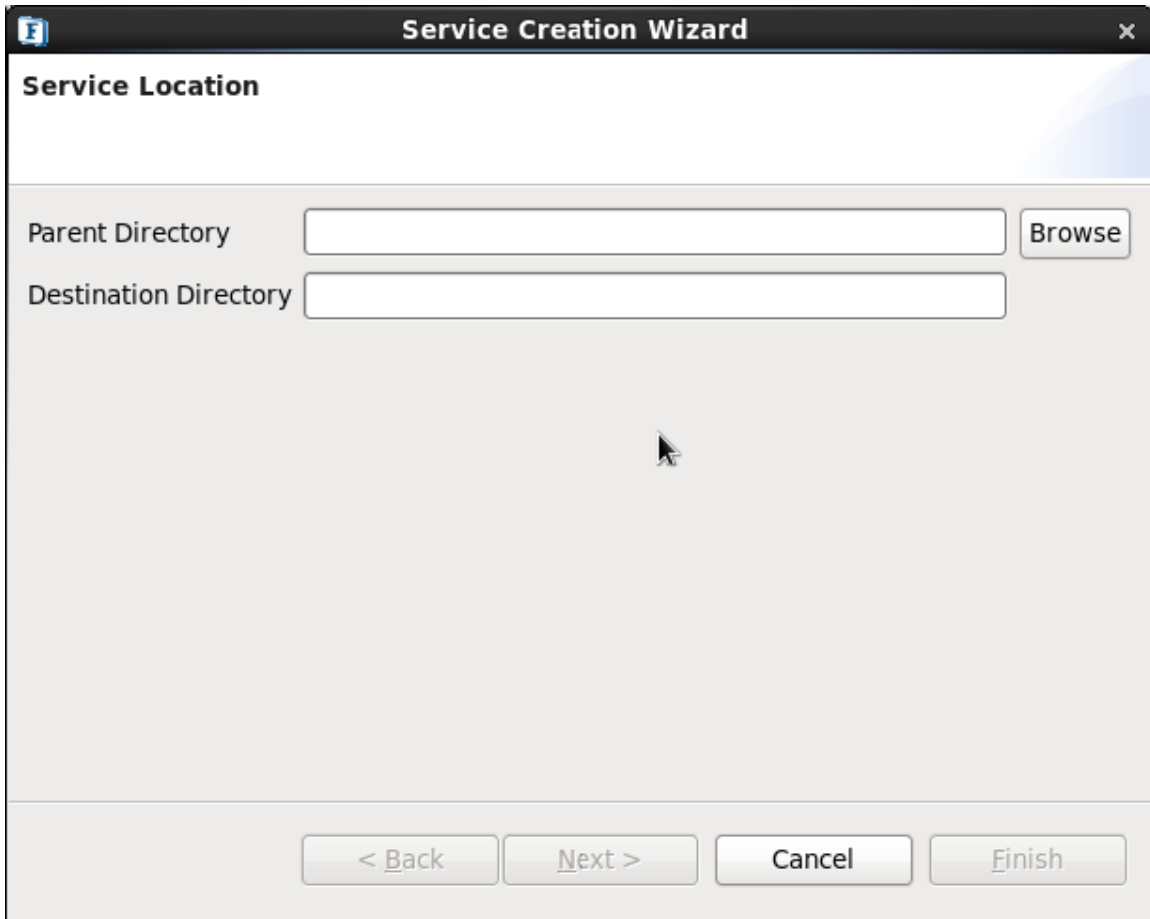 F
Service Creation Wizard
Service Location
Parent Directory
Browse
Destination Directory
< Back
Next >
Cancel
Finish